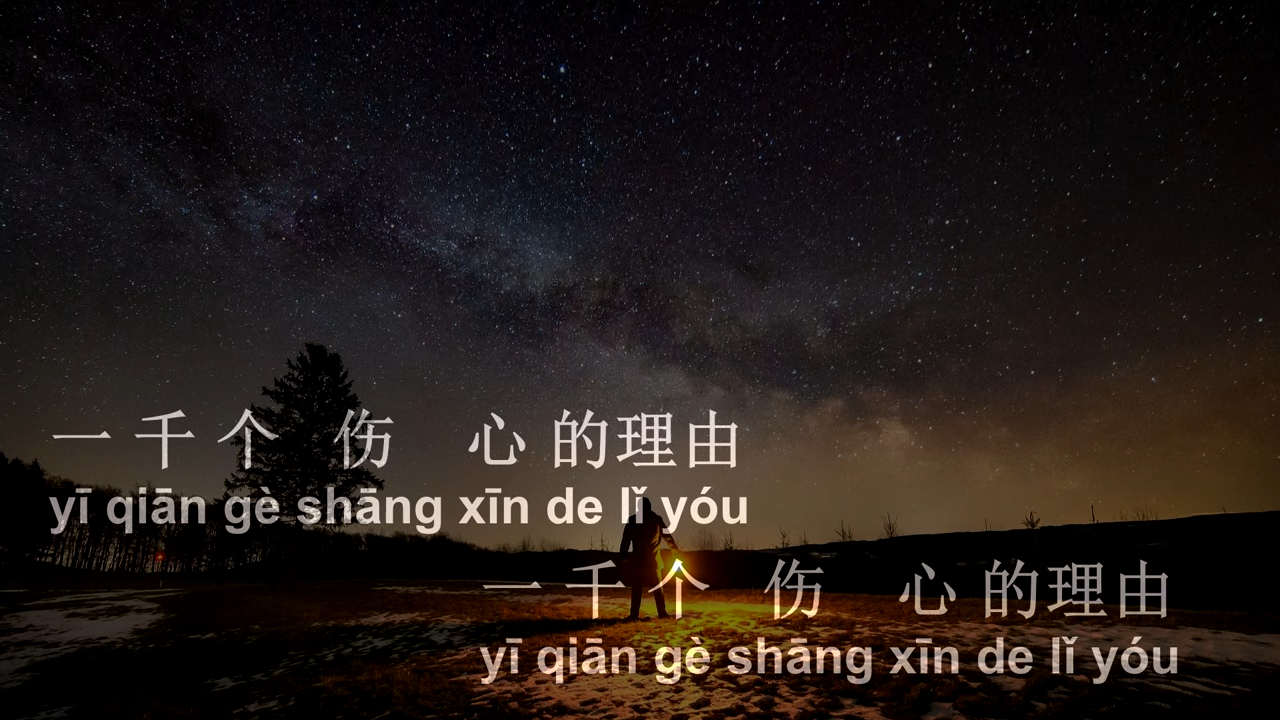 一千个 伤 心 的理由
yī qiān gè shāng xīn de lǐ yóu
一千个 伤 心 的理由
yī qiān gè shāng xīn de lǐ yóu